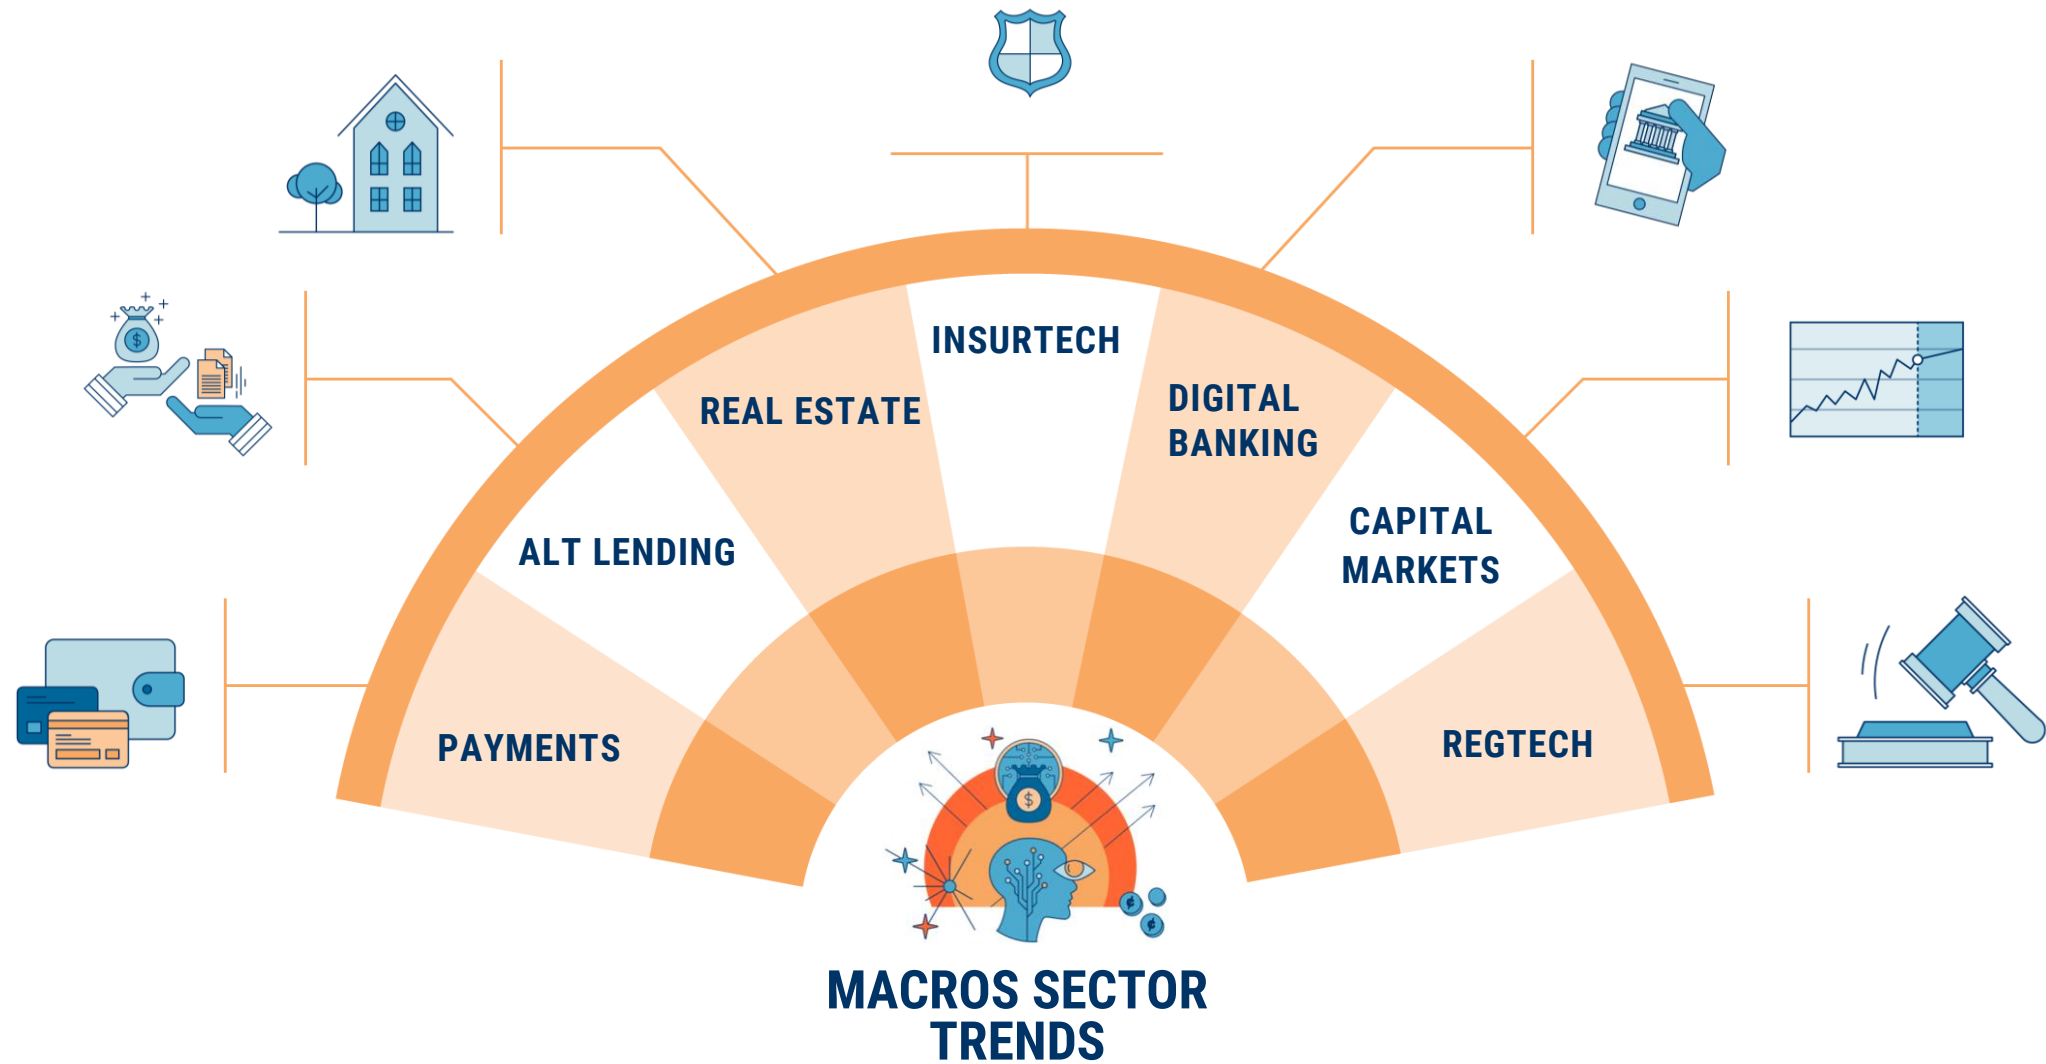 INSURTECH
REAL ESTATE
DIGITAL
BANKING
ALT LENDING
CAPITAL
MARKETS
PAYMENTS
REGTECH
$
$
¢
¢
MACROS SECTOR
TRENDS